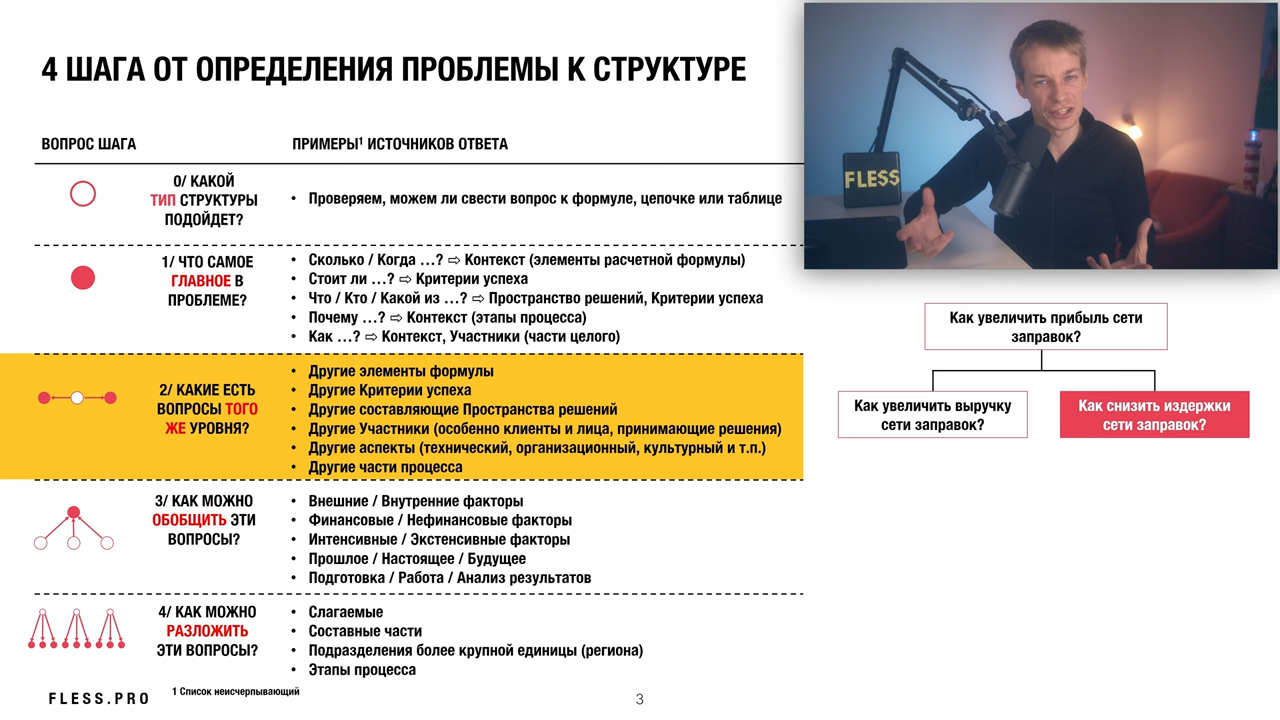 4 ШАГА ОТ ОПРЕДЕЛЕНИЯ ПРОБЛЕМЫ К СТРУКТУРЕ
ВОПРОС ШАГА
ПРИМЕРЫ¹ ИСТОЧНИКОВ ОТВЕТА
0/ КАКОЙ
ТИП СТРУКТУРЫ
ПОДОЙДЕТ?
• Проверяем, можем ли свести вопрос к формуле, цепочке или таблице
1/ ЧТО САМОЕ
ГЛАВНОЕ В
ПРОБЛЕМЕ?
• Сколько / Когда …? ⇨ Контекст (элементы расчетной формулы)
• Стоит ли …? ⇨ Критерии успеха
• Что / Кто / Какой из …? ⇨ Пространство решений, Критерии успеха
• Почему …? ⇨ Контекст (этапы процесса)
• Как …? ⇨ Контекст, Участники (части целого)
2/ КАКИЕ ЕСТЬ
ВОПРОСЫ ТОГО
ЖЕ УРОВНЯ?
• Другие элементы формулы
• Другие Критерии успеха
• Другие составляющие Пространства решений
• Другие Участники (особенно клиенты и лица, принимающие решения)
• Другие аспекты (технический, организационный, культурный и т.п.)
• Другие части процесса
3/ КАК МОЖНО
ОБОБЩИТЬ ЭТИ
ВОПРОСЫ?
• Внешние / Внутренние факторы
• Финансовые / Нефинансовые факторы
• Интенсивные / Экстенсивные факторы
• Прошлое / Настоящее / Будущее
• Подготовка / Работа / Анализ результатов
4/ КАК МОЖНО
РАЗЛОЖИТЬ
ЭТИ ВОПРОСЫ?
• Слагаемые
• Составные части
• Подразделения более крупной единицы (региона)
• Этапы процесса
FLESS
Как увеличить прибыль сети
заправок?
Как увеличить выручку
сети заправок?
Как снизить издержки
сети заправок?
FLESS.PRO
1 Список неисчерпывающий
3